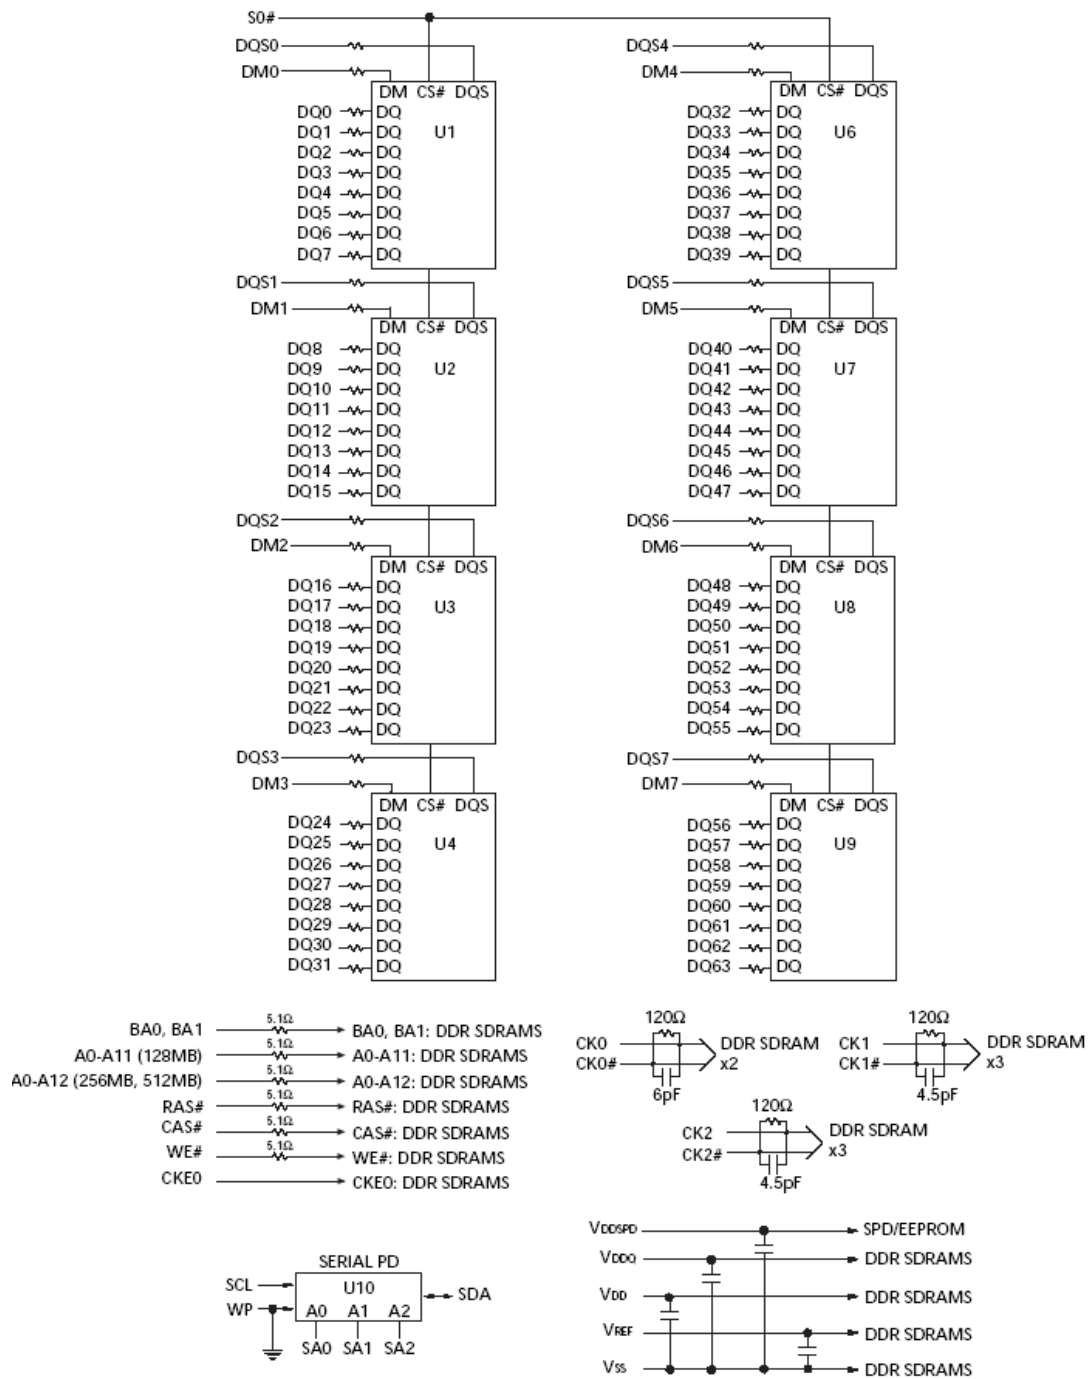 S0#
DQS0
DM0
DM CS# DQS
U1
DQ0 DQ
DQ1 DQ
DQ2 DQ
DQ3 DQ
DQ4 DQ
DQ5 DQ
DQ6 DQ
DQ7 DQ
DQS1
DM1
DM CS# DQS
U2
DQ8 DQ
DQ9 DQ
DQ10 DQ
DQ11 DQ
DQ12 DQ
DQ13 DQ
DQ14 DQ
DQ15 DQ
DQS2
DM2
DM CS# DQS
U3
DQ16 DQ
DQ17 DQ
DQ18 DQ
DQ19 DQ
DQ20 DQ
DQ21 DQ
DQ22 DQ
DQ23 DQ
DQS3
DM3
DM CS# DQS
U4
DQ24 DQ
DQ25 DQ
DQ26 DQ
DQ27 DQ
DQ28 DQ
DQ29 DQ
DQ30 DQ
DQ31 DQ
DQS4
DM4
DM CS# DQS
U6
DQ32 DQ
DQ33 DQ
DQ34 DQ
DQ35 DQ
DQ36 DQ
DQ37 DQ
DQ38 DQ
DQ39 DQ
DQS5
DM5
DM CS# DQS
U7
DQ40 DQ
DQ41 DQ
DQ42 DQ
DQ43 DQ
DQ44 DQ
DQ45 DQ
DQ46 DQ
DQ47 DQ
DQS6
DM6
DM CS# DQS
U8
DQ48 DQ
DQ49 DQ
DQ50 DQ
DQ51 DQ
DQ52 DQ
DQ53 DQ
DQ54 DQ
DQ55 DQ
DQS7
DM7
DM CS# DQS
U9
DQ56 DQ
DQ57 DQ
DQ58 DQ
DQ59 DQ
DQ60 DQ
DQ61 DQ
DQ62 DQ
DQ63 DQ
BA0, BA1 5.1Ω BA0, BA1: DDR SDRAMS
A0-A11 (128MB) 5.1Ω A0-A11: DDR SDRAMS
A0-A12 (256MB, 512MB) 5.1Ω A0-A12: DDR SDRAMS
RAS# 5.1Ω RAS#: DDR SDRAMS
CAS# 5.1Ω CAS#: DDR SDRAMS
WE# 5.1Ω WE#: DDR SDRAMS
CKE0 CKE0: DDR SDRAMS
120Ω
CK0
CK0#
DDR SDRAM
x2
6pF
120Ω
CK1
CK1#
DDR SDRAM
x3
4.5pF
120Ω
CK2
CK2#
DDR SDRAM
x3
4.5pF
SERIAL PD
SCL
U10
SDA
WP
A0 A1 A2
SA0 SA1 SA2
VDDSPD SPD/EEPROM
VDDQ DDR SDRAMS
VDD DDR SDRAMS
VREF DDR SDRAMS
VSS DDR SDRAMS